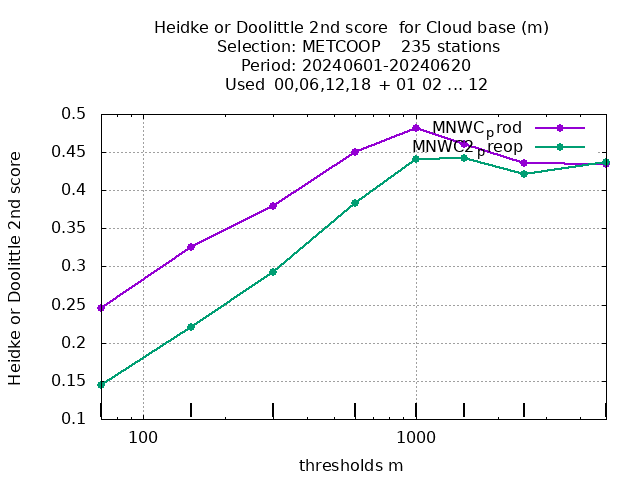 Heidke or Doolittle 2nd score  for Cloud base (m)
Selection: METCOOP    235 stations
Period: 20240601-20240620
Used  00,06,12,18 + 01 02 ... 12
Heidke or Doolittle 2nd score
0.5
0.45
0.4
0.35
0.3
0.25
0.2
0.15
0.1
MNWCprod
MNWC2preop
100
1000
thresholds m